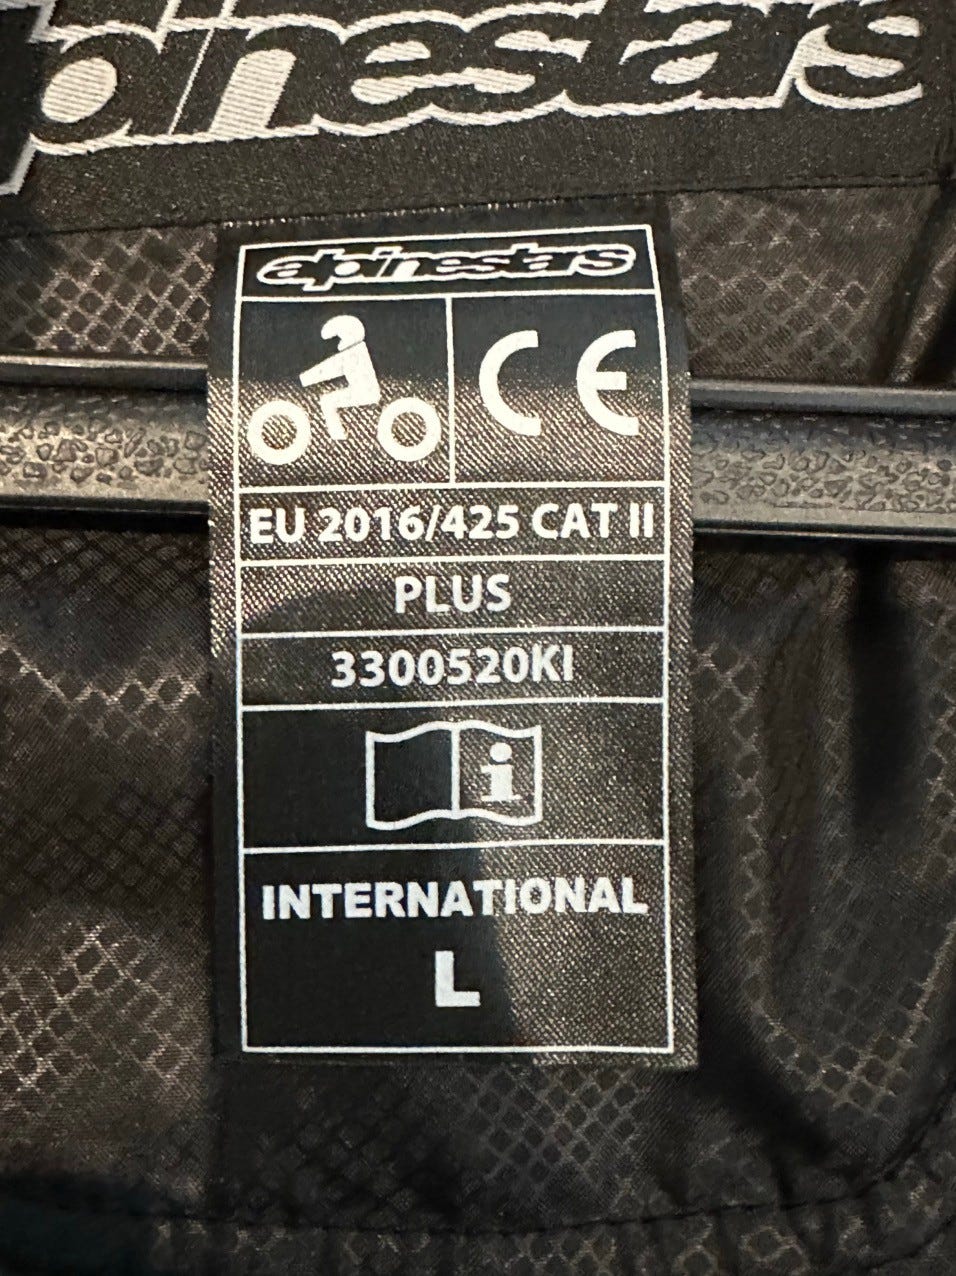 alpinestars
alpinestars
CE
EU 2016/425 CAT II
PLUS
3300520KI
i
INTERNATIONAL
L